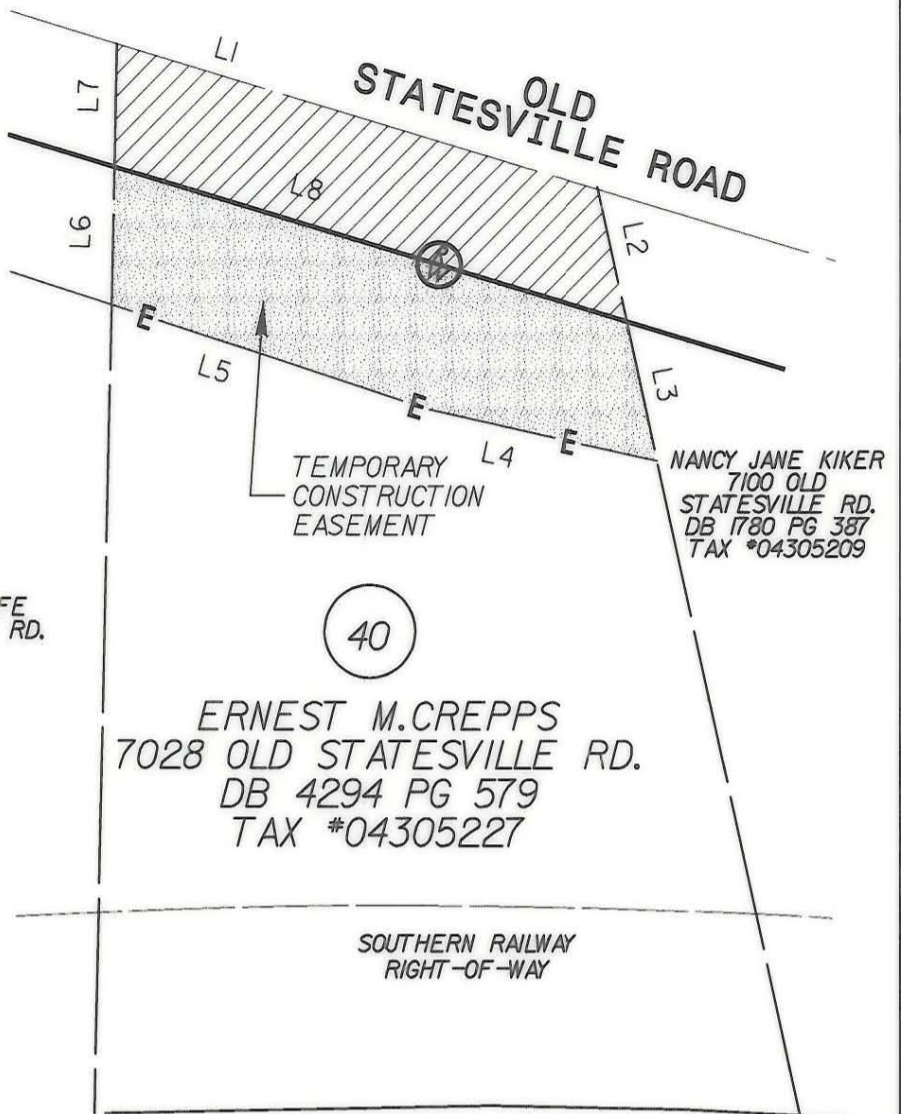 L1
OLD
STATESVILLE ROAD
L7
L8
L2
L6
L3
E
L5
E
L4
E
TEMPORARY
CONSTRUCTION
EASEMENT
NANCY JANE KIKER
7100 OLD
STATESVILLE RD.
DB 1780 PG 387
TAX #04305209
RD.
40
ERNEST M.CREPPS
7028 OLD STATESVILLE RD.
DB 4294 PG 579
TAX #04305227
SOUTHERN RAILWAY
RIGHT-OF-WAY